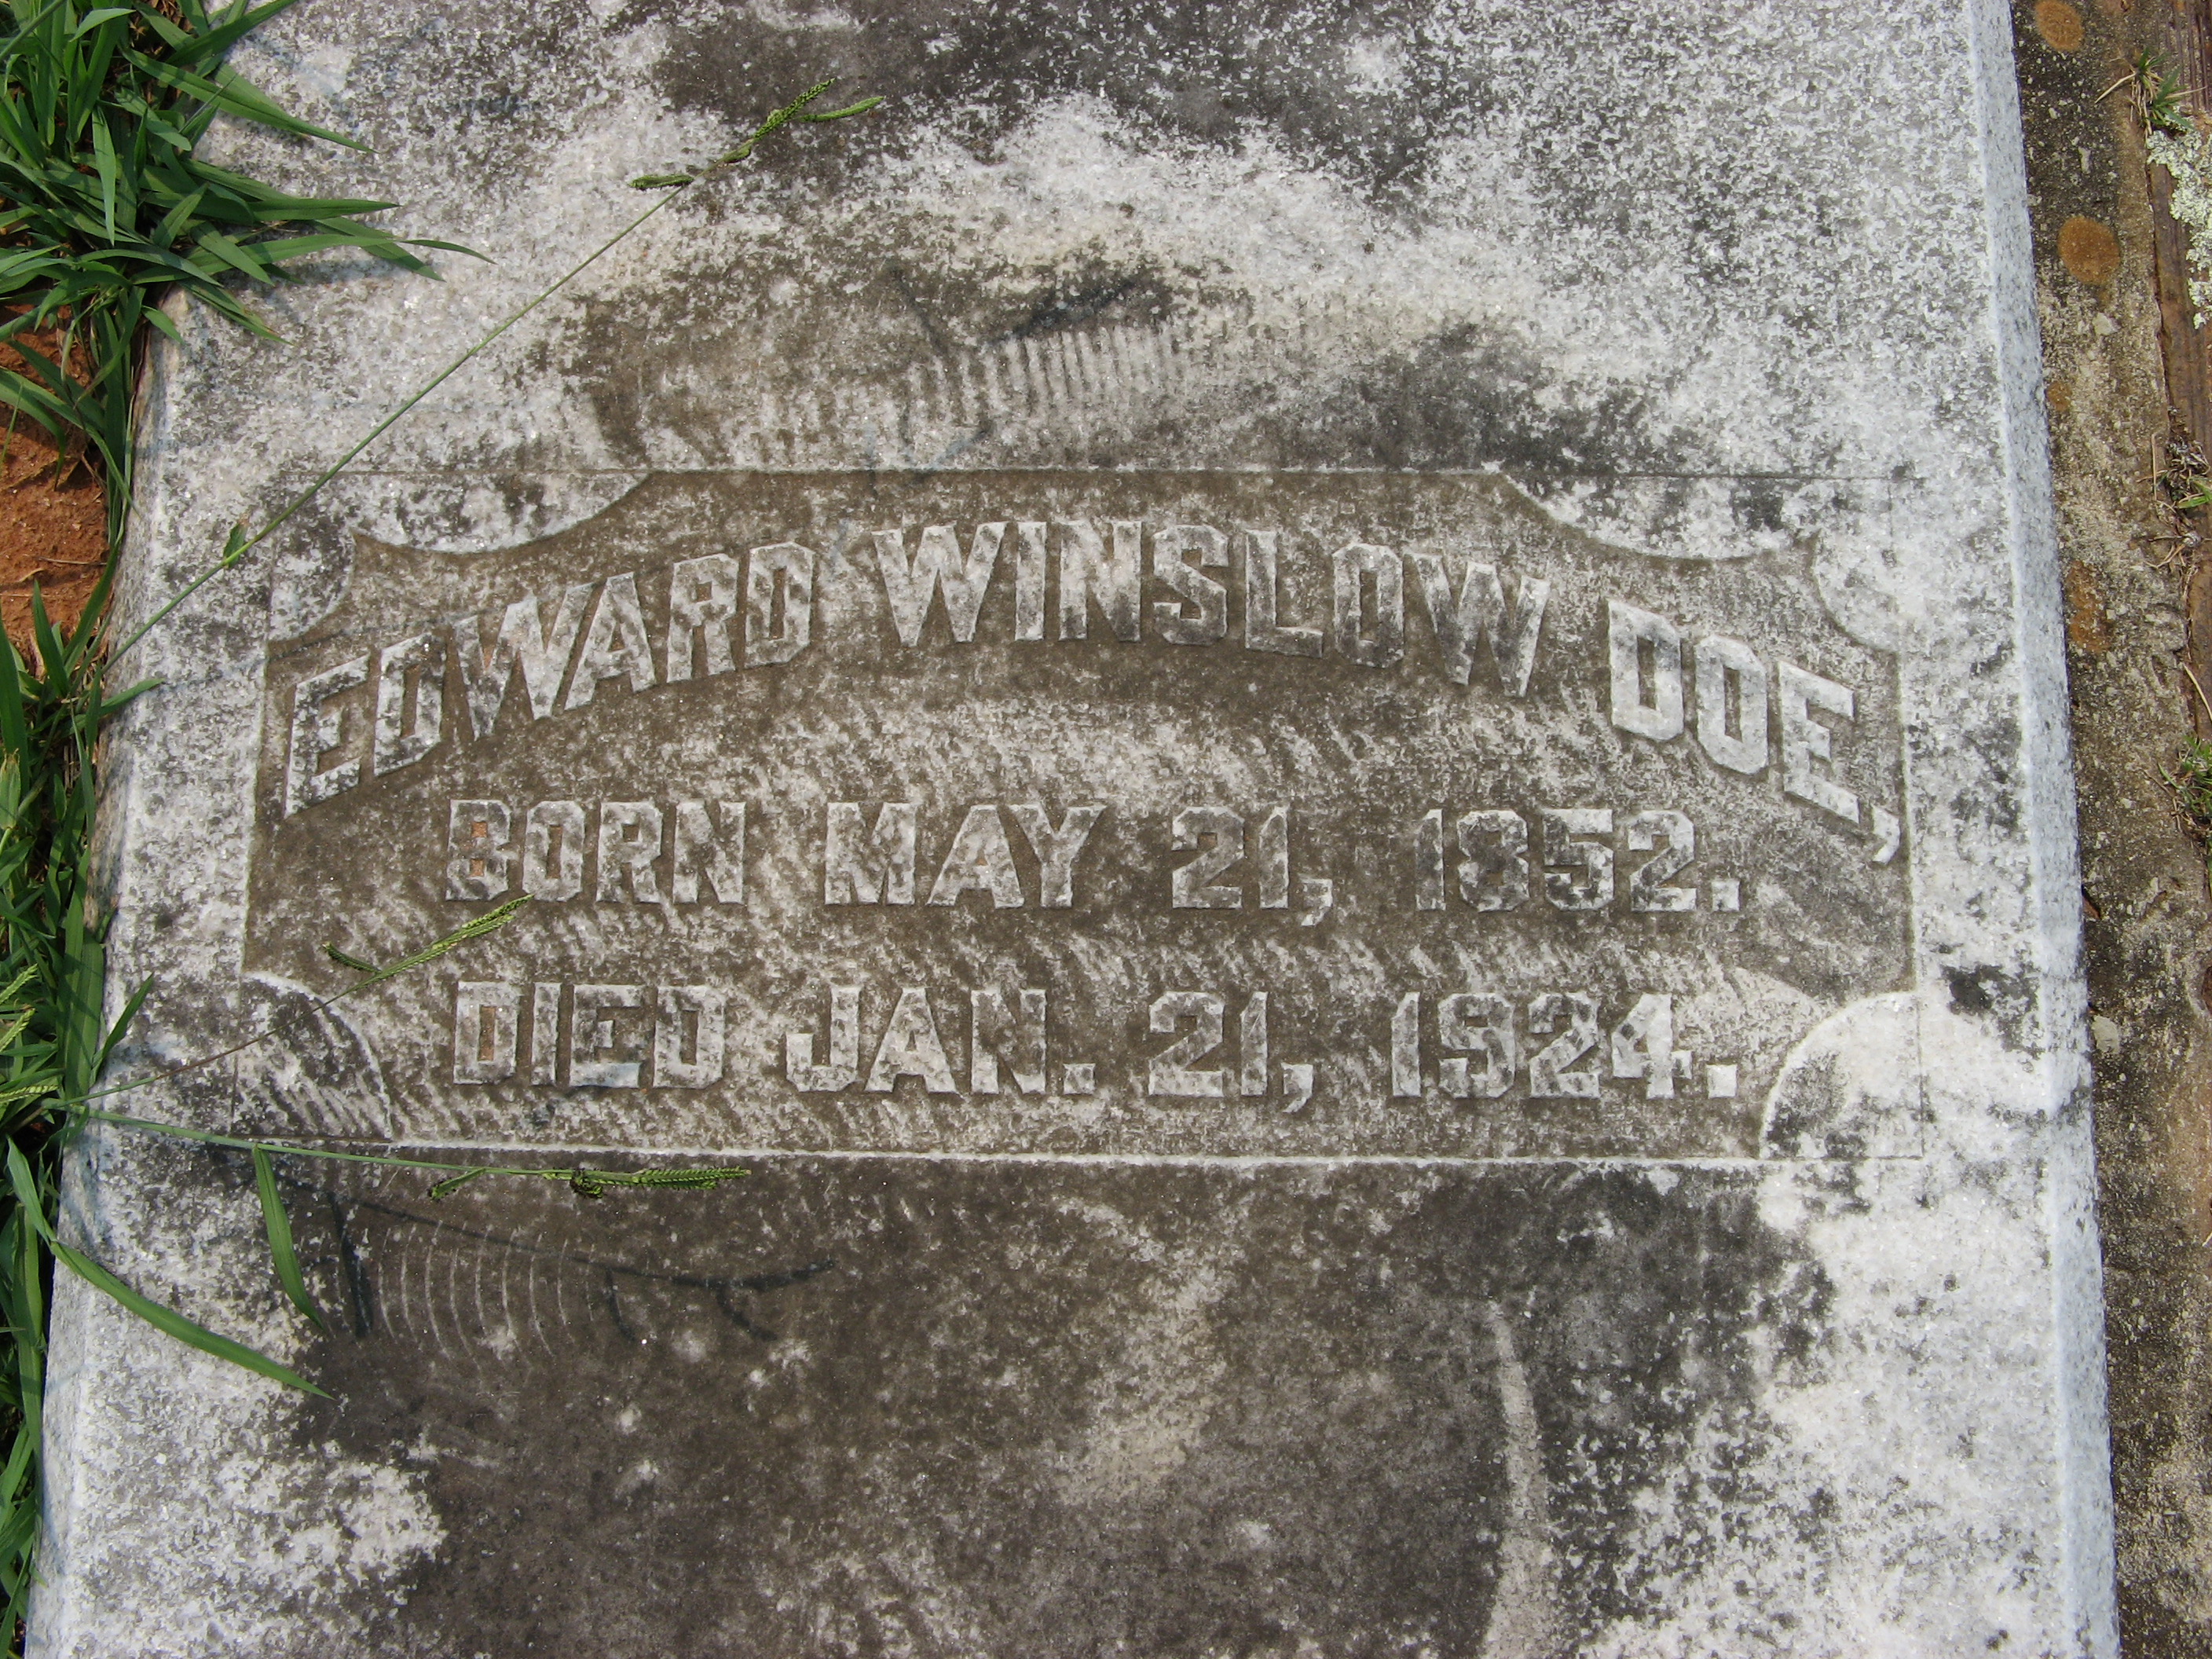 EDWARD WINSLOW DOE,
BORN MAY 21, 1852.
DIED JAN. 21, 1924.